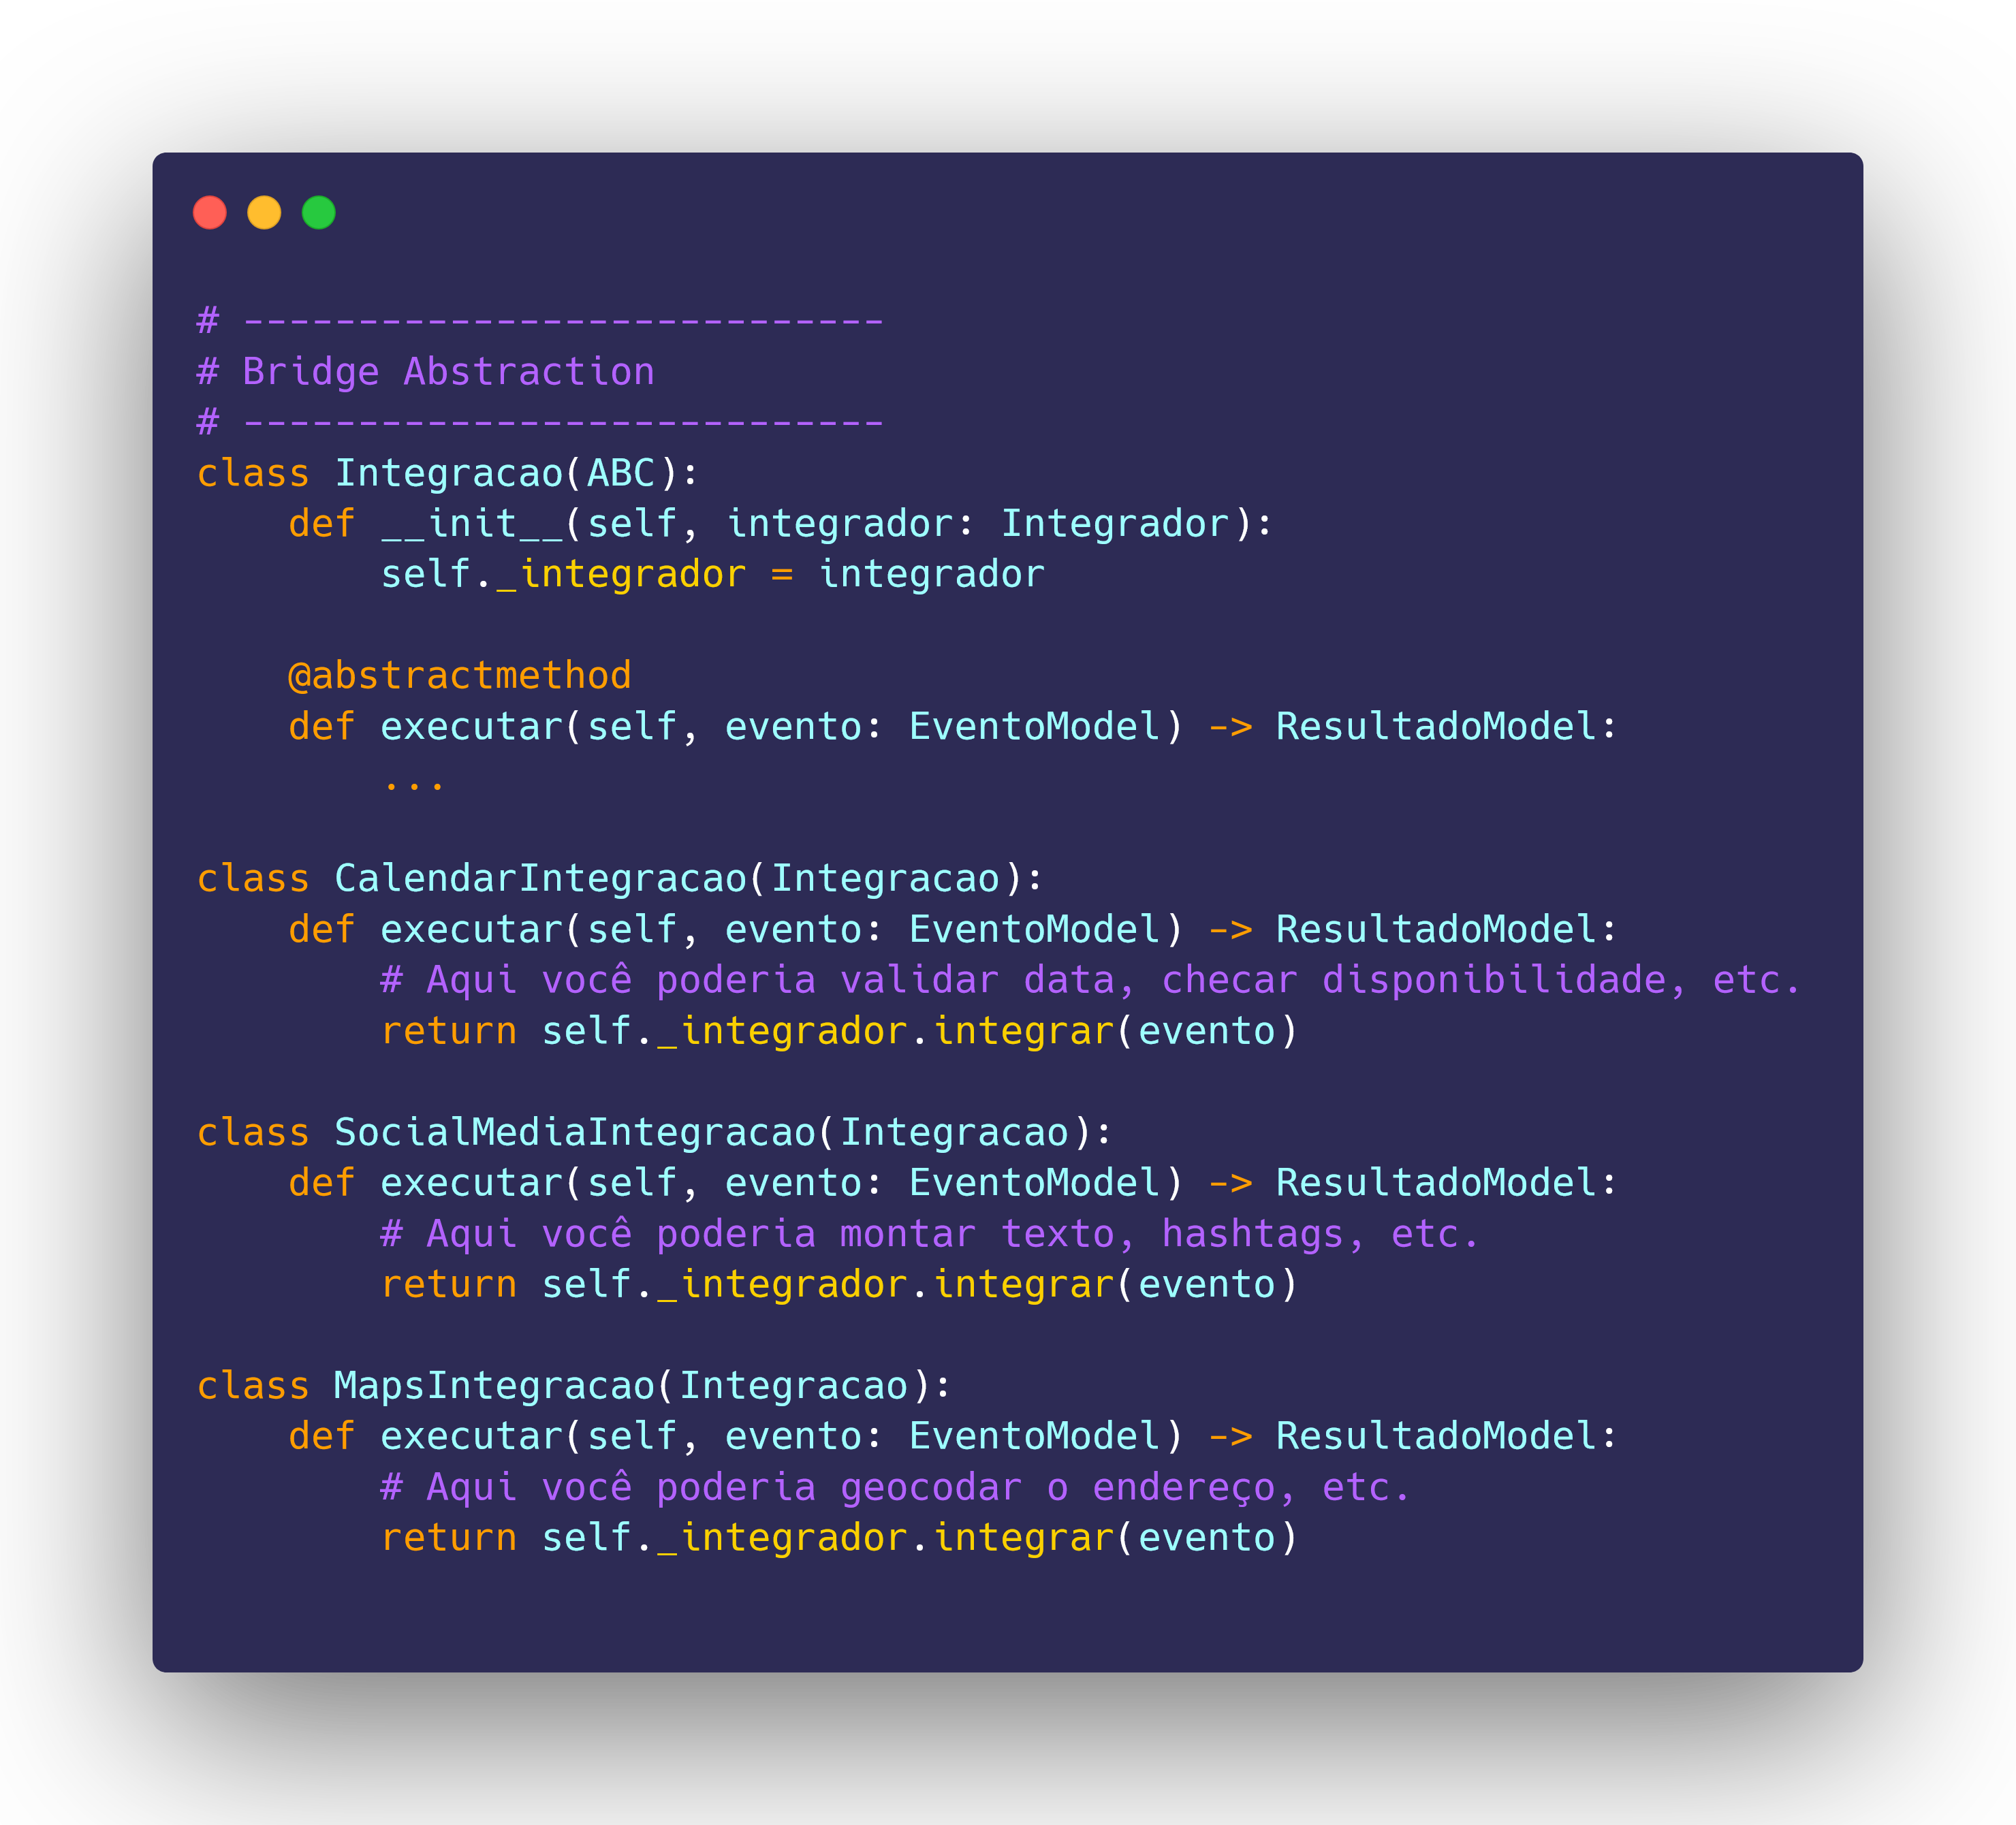 # ----------------------------
# Bridge Abstraction
# ----------------------------
class Integracao(ABC):
    def __init__(self, integrador: Integrador):
        self._integrador = integrador

    @abstractmethod
    def executar(self, evento: EventoModel) -> ResultadoModel:
        ...

class CalendarIntegracao(Integracao):
    def executar(self, evento: EventoModel) -> ResultadoModel:
        # Aqui você poderia validar data, checar disponibilidade, etc.
        return self._integrador.integrar(evento)

class SocialMediaIntegracao(Integracao):
    def executar(self, evento: EventoModel) -> ResultadoModel:
        # Aqui você poderia montar texto, hashtags, etc.
        return self._integrador.integrar(evento)

class MapsIntegracao(Integracao):
    def executar(self, evento: EventoModel) -> ResultadoModel:
        # Aqui você poderia geocodar o endereço, etc.
        return self._integrador.integrar(evento)